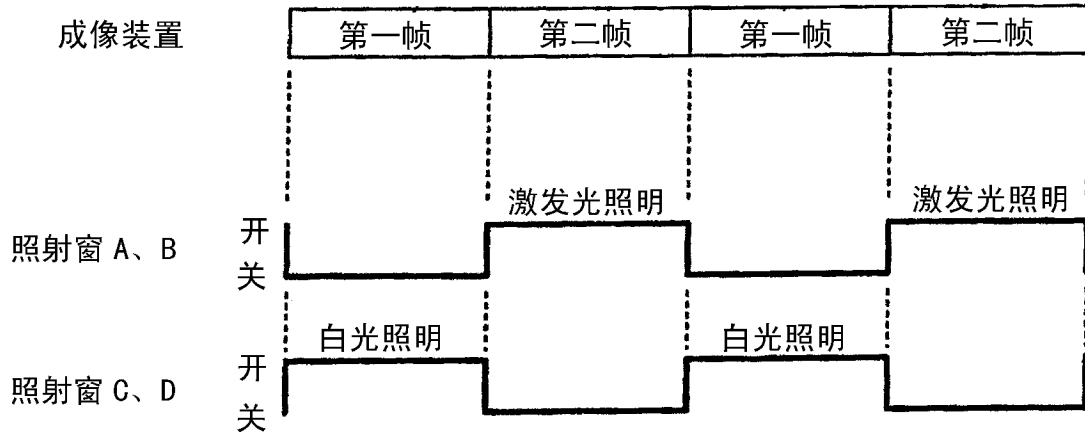 成像装置 第一帧 第二帧 第一帧 第二帧
激发光照明 激发光照明
照射窗 A、B 开
关
白光照明 白光照明
照射窗 C、D 开
关